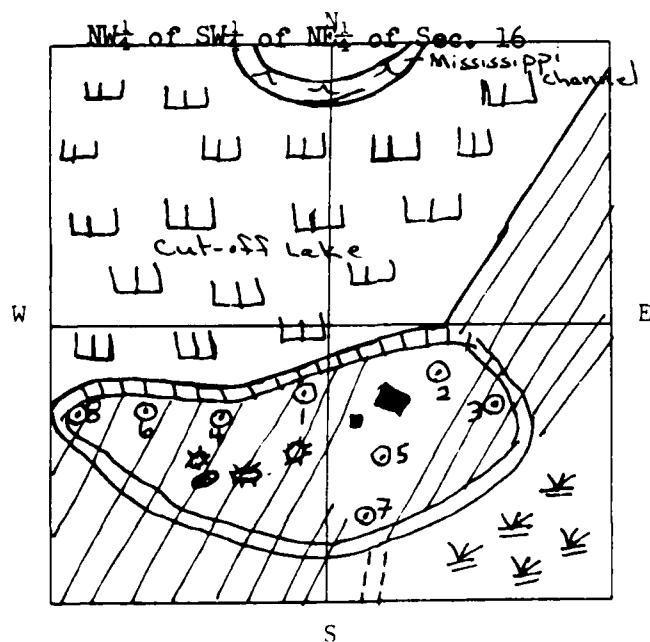 N
NW¼ of SW¼ of NE¼ of Sec. 16
Mississippi
Channel
Cut-off Lake
W
E
1
2
3
8
6
4
5
7
S